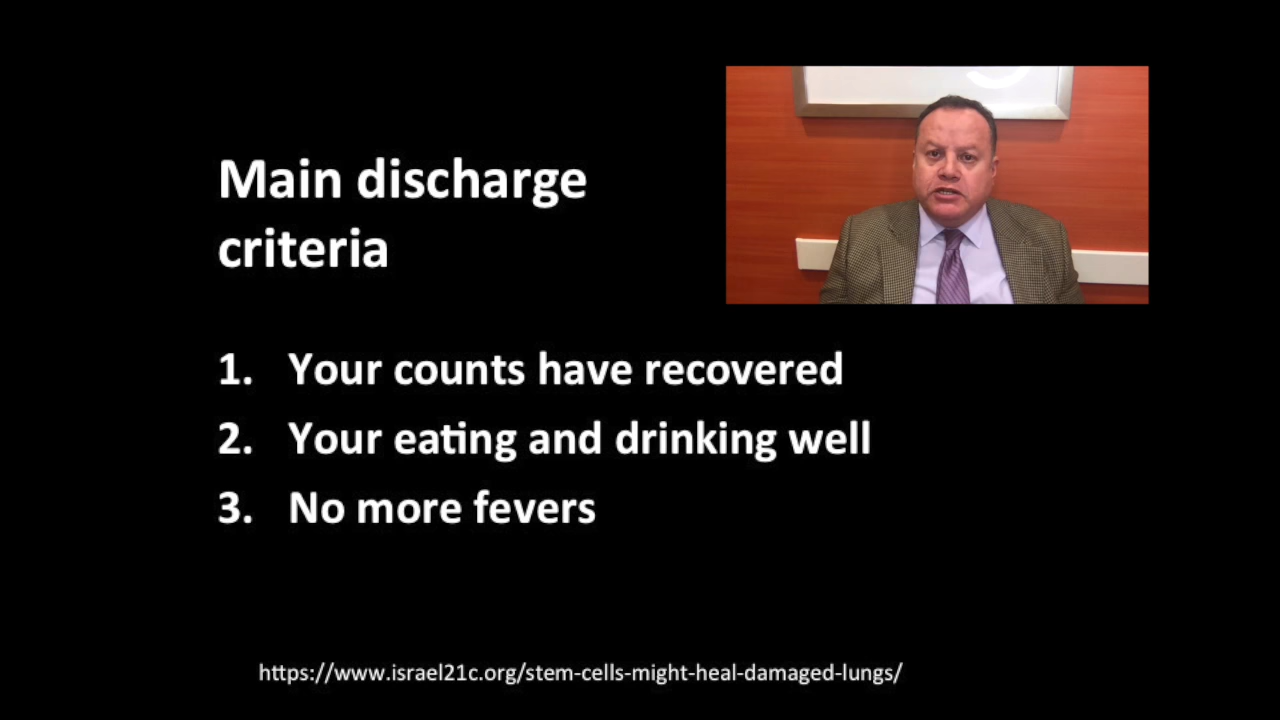 Main discharge
criteria
1. Your counts have recovered
2. Your eating and drinking well
3. No more fevers
https://www.israel21c.org/stem-cells-might-heal-damaged-lungs/